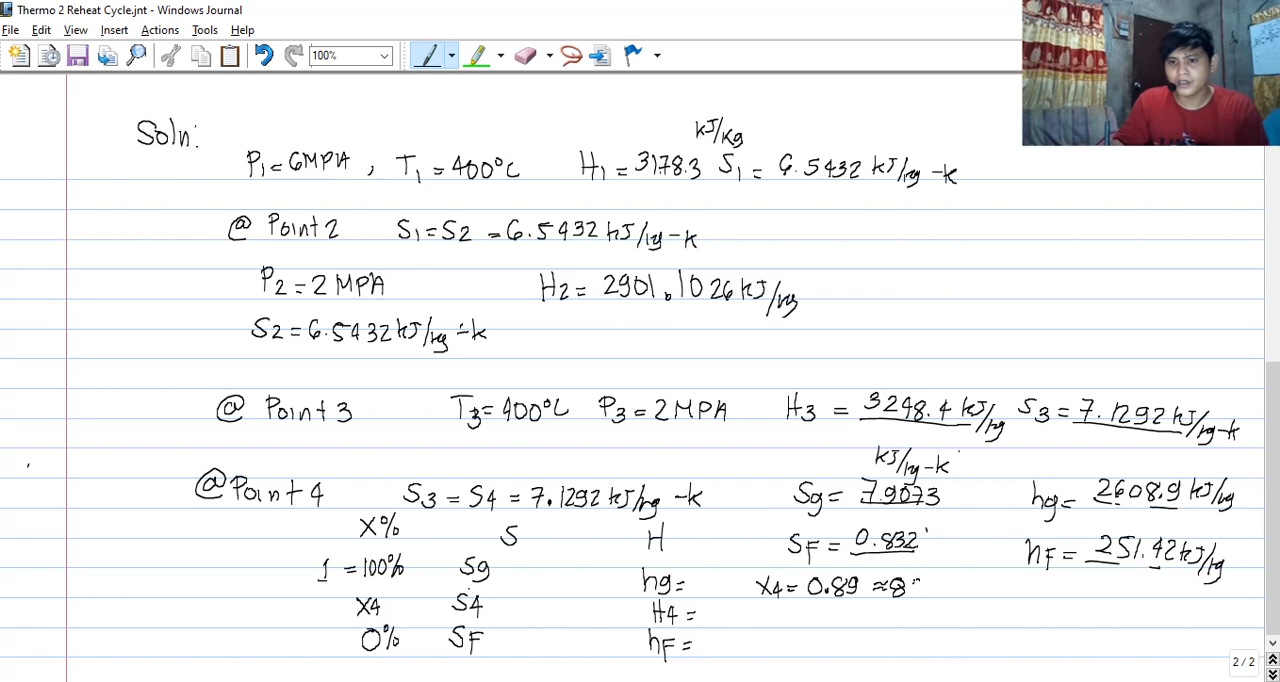 Thermo 2 Reheat Cycle.jnt - Windows Journal
File Edit View Insert Actions Tools Help
100%
Soln:
kJ/kg
P1 = 6MPA , T1 = 400°C H1 = 3178.3 S1 = 6.5432 kJ/kg-k
@ Point 2 S1 = S2 = 6.5432 kJ/kg-k
P2 = 2 MPA H2 = 2901.1026 kJ/kg
S2 = 6.5432 kJ/kg-k
@ Point 3 T3 = 400°C P3 = 2 MPA H3 = 3248.4 kJ/kg S3 = 7.1292 kJ/kg-k
kJ/kg-k
@ Point 4 S3 = S4 = 7.1292 kJ/kg-k Sg = 7.9073 hg = 2608.9 kJ/kg
X% S H SF = 0.832 hF = 251.42 kJ/kg
1 = 100% Sg hg = X4 = 0.89 ≈ 8
X4 S4 H4 =
0% SF hF =
2 / 2